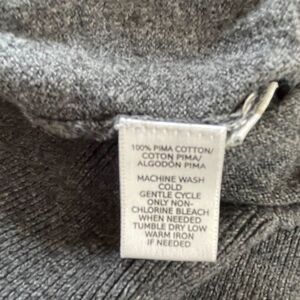 100% PIMA COTTON/
COTON PIMA/
ALGODÓN PIMA
MACHINE WASH
COLD
GENTLE CYCLE
ONLY NON-
CHLORINE BLEACH
WHEN NEEDED
TUMBLE DRY LOW
WARM IRON
IF NEEDED